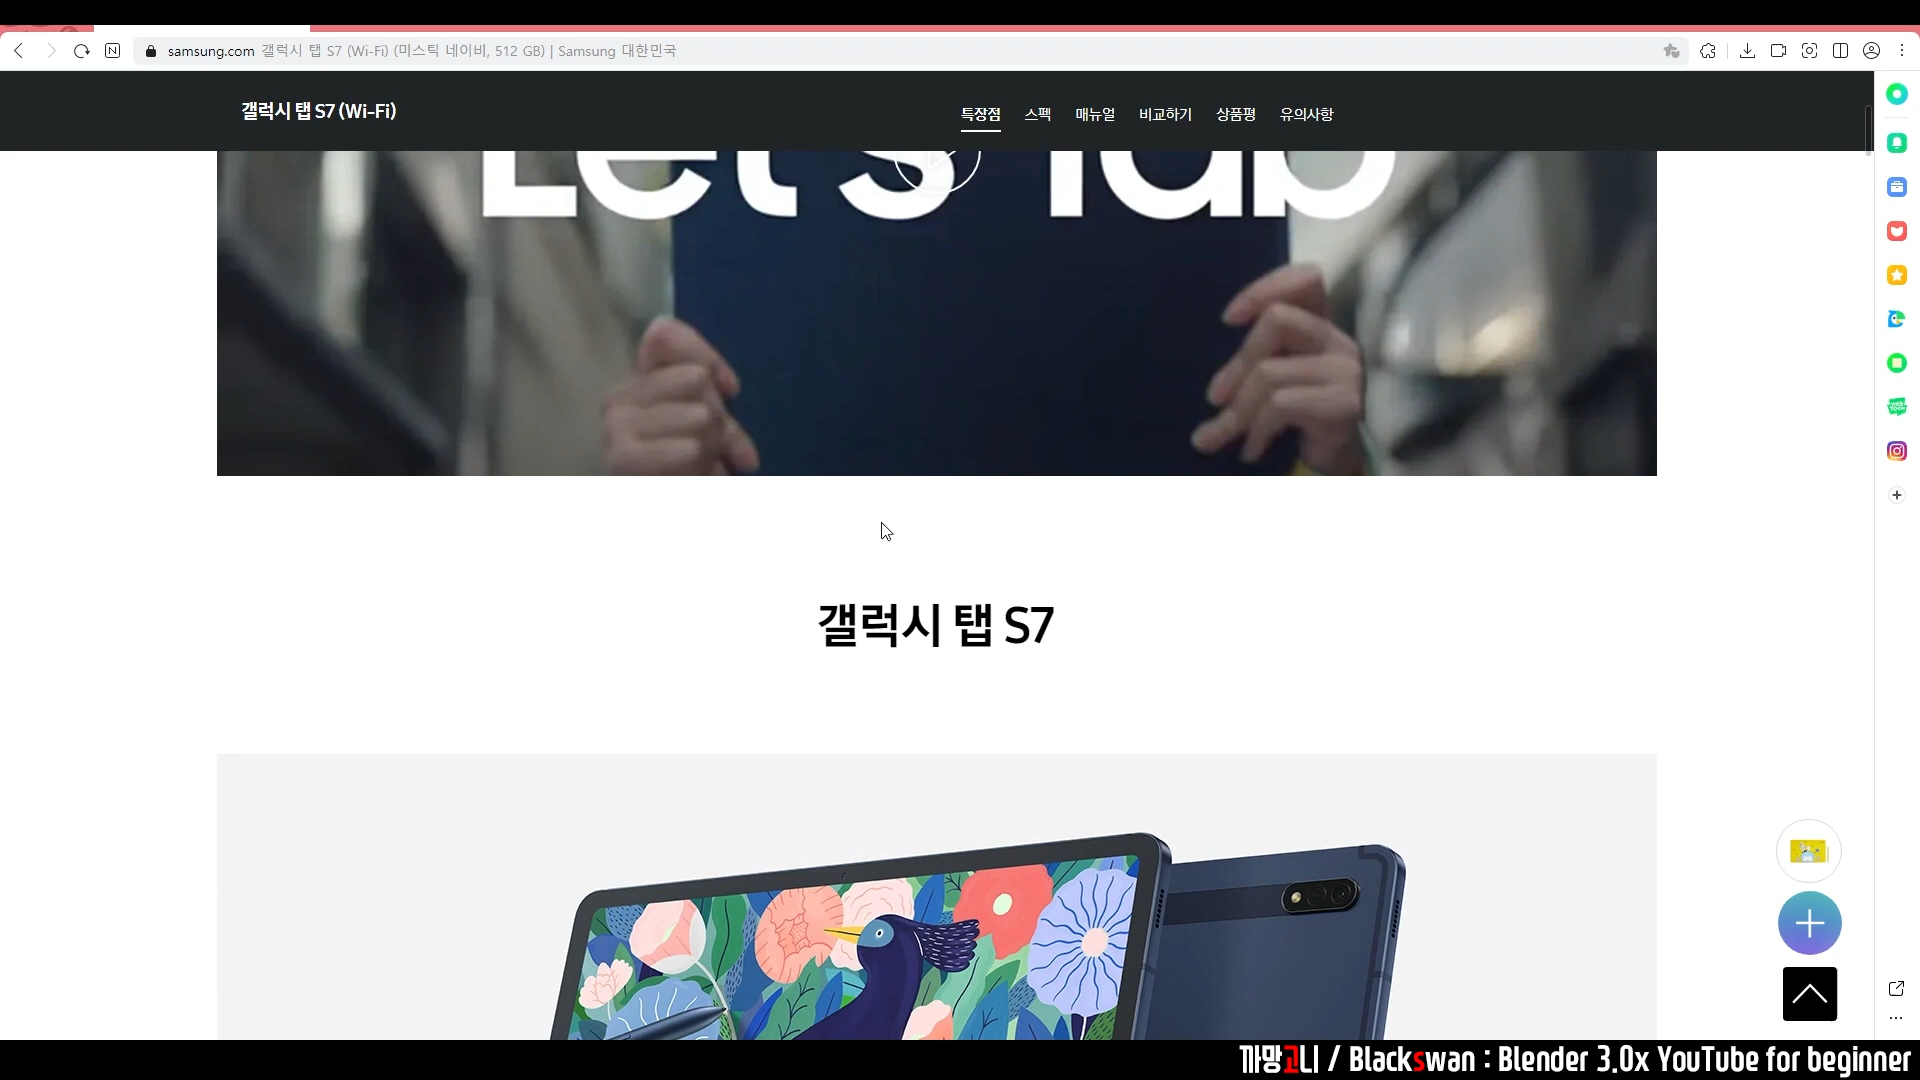 samsung.com 갤럭시 탭 S7 (Wi-Fi) (미스틱 네이비, 512 GB) | Samsung 대한민국
갤럭시 탭 S7 (Wi-Fi)
특장점 스펙 매뉴얼 비교하기 상품평 유의사항
Let's Tab
갤럭시 탭 S7
까망고니 / Blackswan : Blender 3.0x YouTube for beginner